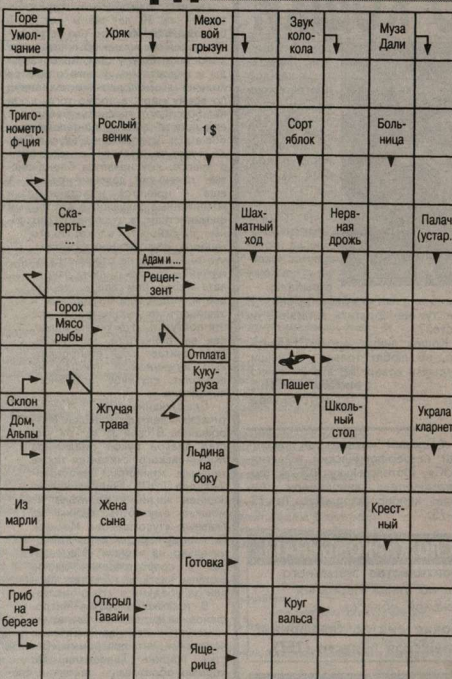 Горе
Умол-
чание
Хряк
Мехо-
вой
грызун
Звук
коло-
кола
Муза
Дали
Триго-
нометр.
ф-ция
Рослый
веник
1 $
Сорт
яблок
Боль-
ница
Ска-
терть-
...
Шах-
матный
ход
Нерв-
ная
дрожь
Палач
(устар.
Адам и ...
Рецен-
зент
Горох
Мясо
рыбы
Отплата
Куку-
руза
Пашет
Склон
Дом,
Альпы
Жгучая
трава
Школь-
ный
стол
Украла
кларнет
Льдина
на
боку
Из
марли
Жена
сына
Крест-
ный
Готовка
Гриб
на
березе
Открыл
Гавайи
Круг
вальса
Яще-
рица